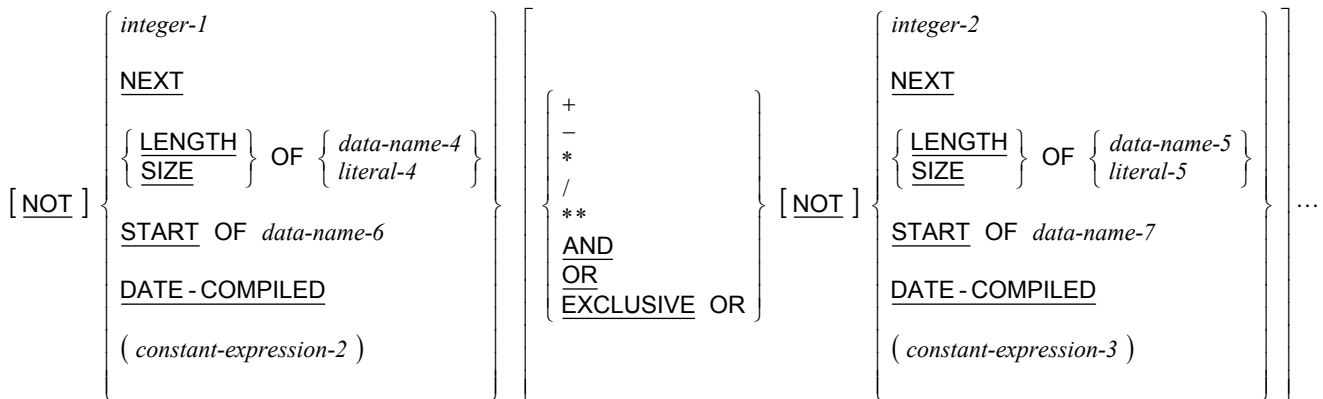 integer-1 integer-2
NEXT NEXT
+
−
LENGTH data-name-4 LENGTH data-name-5
OF * OF
SIZE literal-4 SIZE literal-5
/
[ NOT ] ** [ NOT ] ...
START OF data-name-6 START OF data-name-7
AND
OR
DATE - COMPILED DATE - COMPILED
EXCLUSIVE OR
( constant-expression-2 ) ( constant-expression-3 )